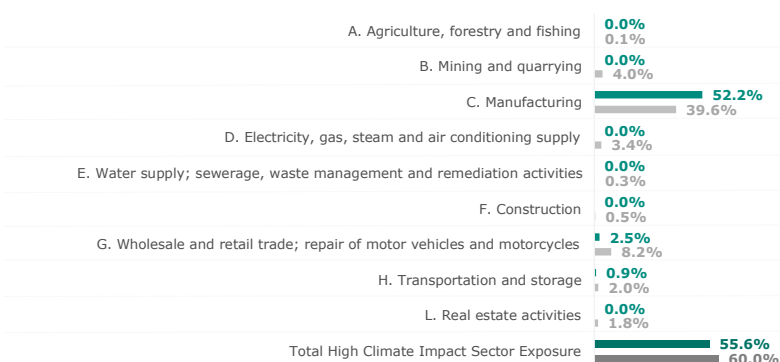 A. Agriculture, forestry and fishing 0.0%
0.1%
B. Mining and quarrying 0.0%
4.0%
C. Manufacturing 52.2%
39.6%
D. Electricity, gas, steam and air conditioning supply 0.0%
3.4%
E. Water supply; sewerage, waste management and remediation activities 0.0%
0.3%
F. Construction 0.0%
0.5%
G. Wholesale and retail trade; repair of motor vehicles and motorcycles 2.5%
8.2%
H. Transportation and storage 0.9%
2.0%
L. Real estate activities 0.0%
1.8%
Total High Climate Impact Sector Exposure 55.6%
60.0%